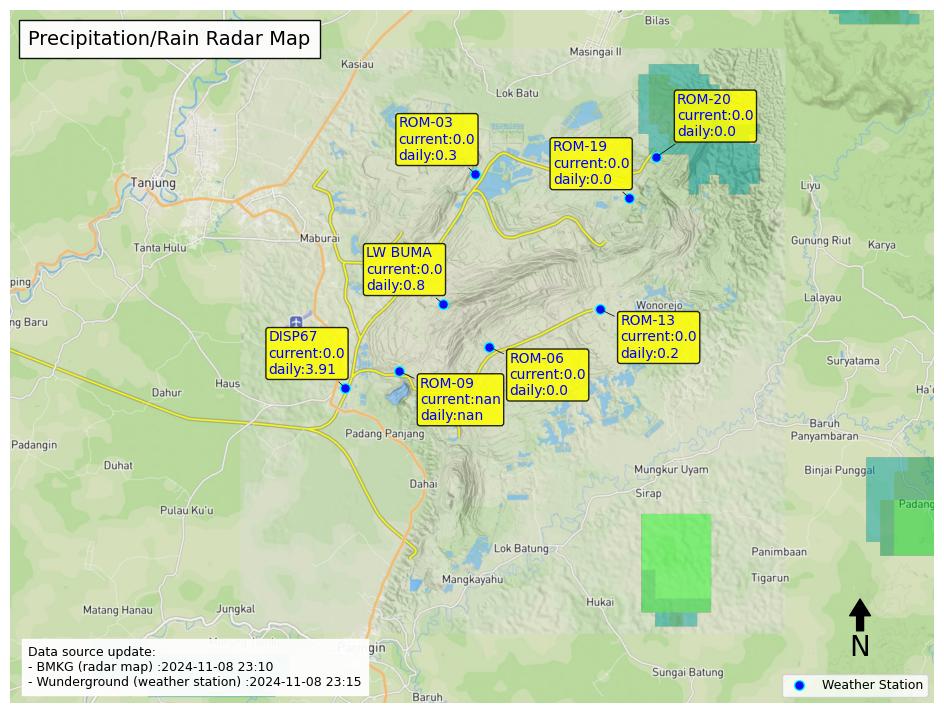 Precipitation/Rain Radar Map
Bilas
Masingai II
Kasiau
Lok Batu
ROM-20
current:0.0
daily:0.0
ROM-03
current:0.0
daily:0.3
ROM-19
current:0.0
daily:0.0
Tanjung
Liyu
Maburai
Tanta Hulu
Gunung Riut
Karya
LW BUMA
current:0.0
daily:0.8
ping
Lalayau
Wonorejo
ng Baru
ROM-13
current:0.0
daily:0.2
DISP67
current:0.0
daily:3.91
ROM-06
current:0.0
daily:0.0
Suryatama
Haus
Dahur
ROM-09
current:nan
daily:nan
Ha'o
Baruh
Panyambaran
Padang Panjang
Padangin
Duhat
Mungkur Uyam
Binjai Punggal
Dahai
Sirap
Padang
Pulau Ku'u
Lok Batung
Panimbaan
Mangkayahu
Tigarun
Hukai
Matang Hanau
Jungkal
N
Data source update:
- BMKG (radar map) :2024-11-08 23:10
- Wunderground (weather station) :2024-11-08 23:15
Sungai Batung
Weather Station
Baruh